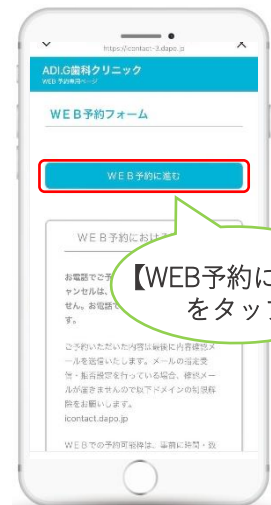 https://icontact-3.dapo.jp
ADI.G歯科クリニック
WEB 予約専用ページ
ＷＥＢ予約フォーム
ＷＥＢ予約に進む
ＷＥＢ予約におけ
お電話でご予
ャンセルは、
せん。お電話で
す。
【WEB予約に
をタッ
ご予約いただいた内容は最後に内容確認メ
ールを送信いたします。メールの指定受
信・拒否設定を行っている場合、確認メー
ルが届きませんので以下ドメインの制限解
除をお願いします。
icontact.dapo.jp
ＷＥＢでの予約可能枠は、事前に時間・数